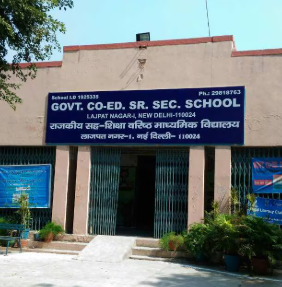 School I.D 1925335 Ph.: 29818763
GOVT. CO-ED. SR. SEC. SCHOOL
LAJPAT NAGAR-I, NEW DELHI-110024
राजकीय सह-शिक्षा वरिष्ठ माध्यमिक विद्यालय
लाजपत नगर-1, नई दिल्ली-110024